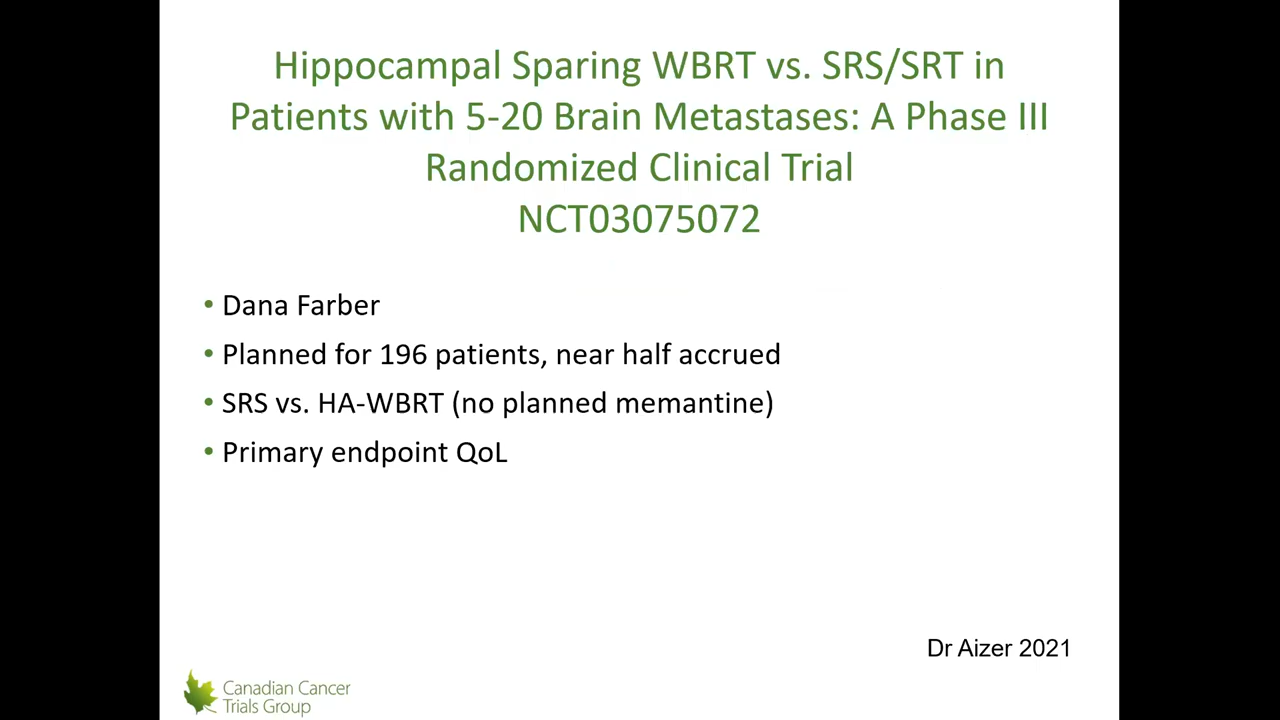 Hippocampal Sparing WBRT vs. SRS/SRT in
Patients with 5-20 Brain Metastases: A Phase III
Randomized Clinical Trial
NCT03075072
• Dana Farber
• Planned for 196 patients, near half accrued
• SRS vs. HA-WBRT (no planned memantine)
• Primary endpoint QoL
Dr Aizer 2021
Canadian Cancer
Trials Group